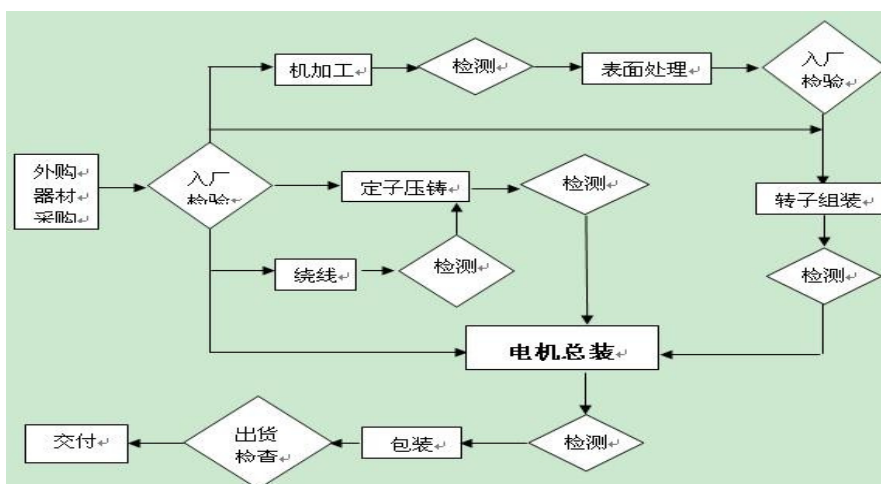 机加工
检测
表面处理
入厂
检验
外购
器材
采购
入厂
检验
定子压铸
检测
转子组装
绕线
检测
检测
电机总装
交付
出货
检查
包装
检测